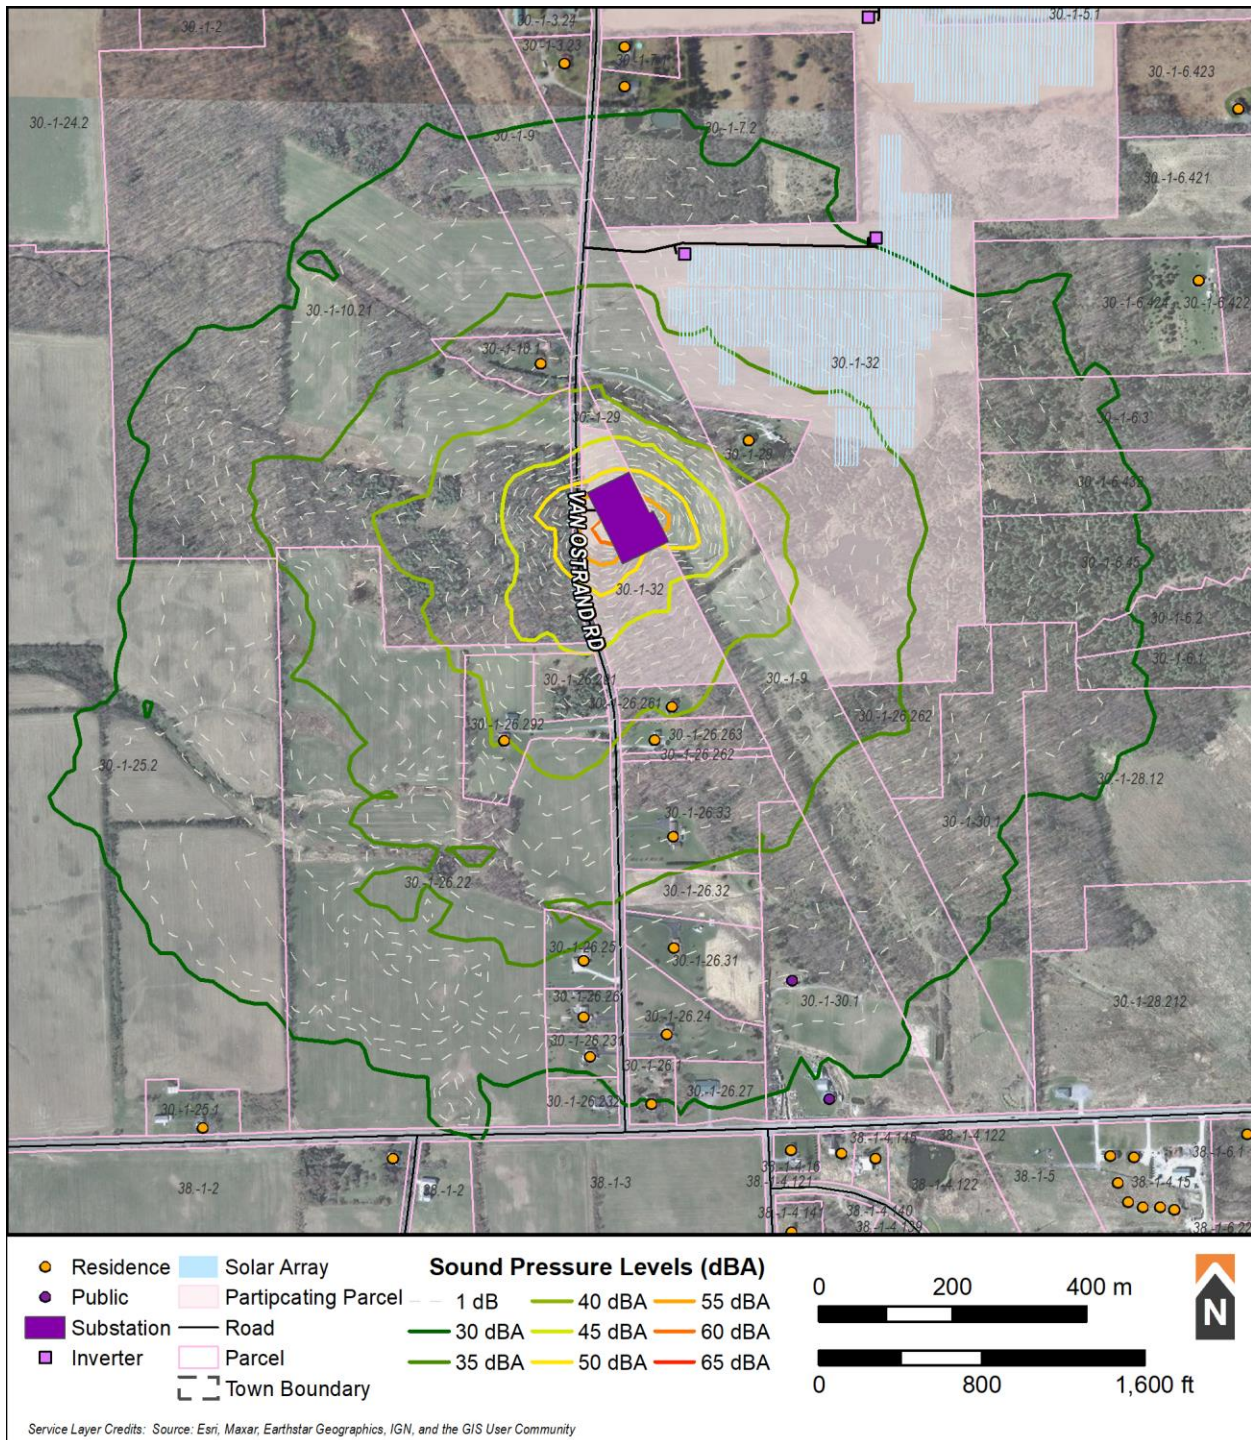 30.-1-2
30.-1-3.24
30.-1-5.1
30.-1-3.23
30.-1-7.1
30.-1-6.423
30.-1-24.2
30.-1-9
30.-1-7.2
30.-1-6.421
30.-1-10.21
30.-1-6.424
30.-1-6.422
30.-1-10.1
30.-1-32
30.-1-29
30.-1-6.3
30.-1-28
VAN OSTRAND RD
30.-1-32
30.-1-6.2
30.-1-6.1
30.-1-9
30.-1-26.261
30.-1-26.262
30.-1-26.292
30.-1-26.263
30.-1-26.262
30.-1-25.2
30.-1-28.12
30.-1-26.33
30.-1-30.1
30.-1-26.22
30.-1-26.32
30.-1-26.25
30.-1-26.31
30.-1-30.1
30.-1-28.212
30.-1-26.24
30.-1-26.231
30.-1-26.1
30.-1-26.27
30.-1-26.232
30.-1-25.1
38.-1-4.145
38.-1-4.122
38.-1-6.1
38.-1-4.16
38.-1-2
38.-1-2
38.-1-3
38.-1-4.121
38.-1-4.122
38.-1-5
38.-1-4.15
38.-1-4.141
38.-1-4.140
38.-1-4.139
38.-1-6.22
Residence
Public
Substation
Inverter
Solar Array
Partipcating Parcel
Road
Parcel
Town Boundary
Sound Pressure Levels (dBA)
1 dB
30 dBA
35 dBA
40 dBA
45 dBA
50 dBA
55 dBA
60 dBA
65 dBA
0 200 400 m
0 800 1,600 ft
N
Service Layer Credits: Source: Esri, Maxar, Earthstar Geographics, IGN, and the GIS User Community